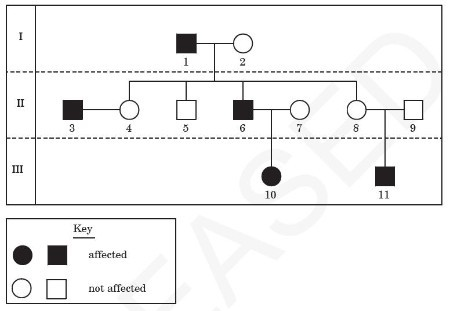 I
1 2
II
3 4 5 6 7 8 9
III
10 11
Key
affected
not affected